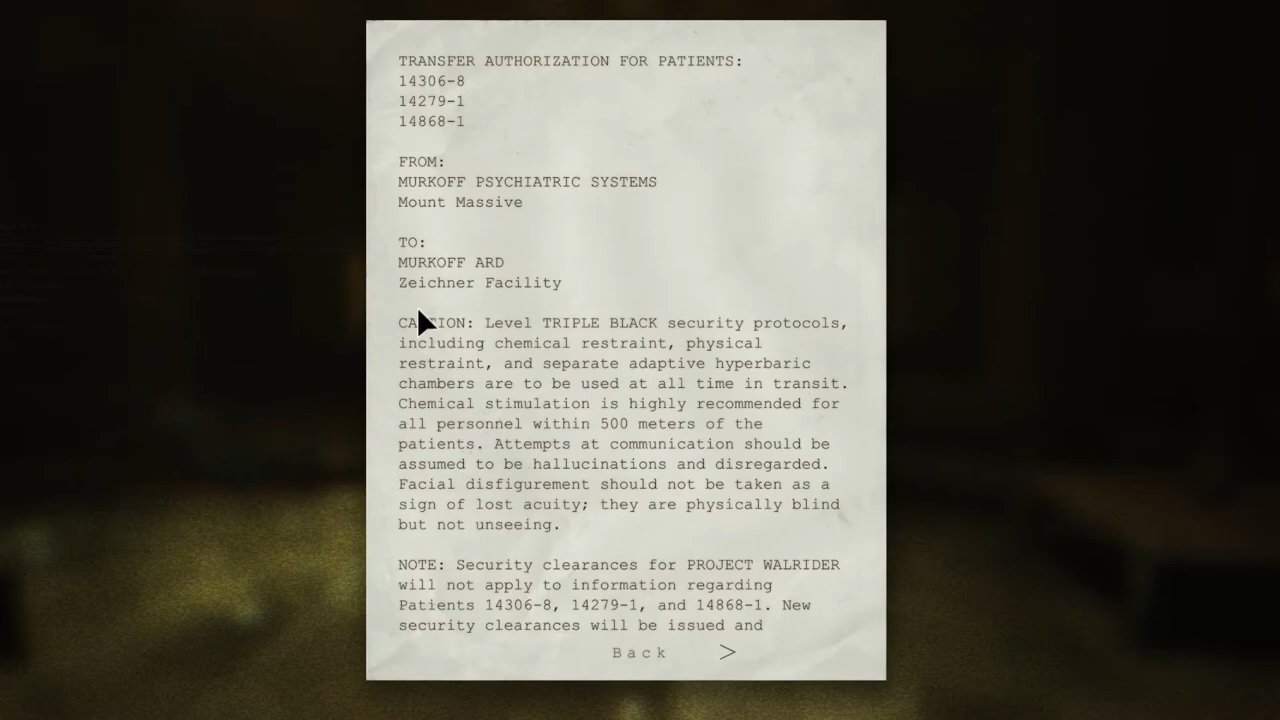 TRANSFER AUTHORIZATION FOR PATIENTS:
14306-8
14279-1
14868-1
FROM:
MURKOFF PSYCHIATRIC SYSTEMS
Mount Massive
TO:
MURKOFF ARD
Zeichner Facility
CAUTION: Level TRIPLE BLACK security protocols,
including chemical restraint, physical
restraint, and separate adaptive hyperbaric
chambers are to be used at all time in transit.
Chemical stimulation is highly recommended for
all personnel within 500 meters of the
patients. Attempts at communication should be
assumed to be hallucinations and disregarded.
Facial disfigurement should not be taken as a
sign of lost acuity; they are physically blind
but not unseeing.
NOTE: Security clearances for PROJECT WALRIDER
will not apply to information regarding
Patients 14306-8, 14279-1, and 14868-1. New
security clearances will be issued and
Back >